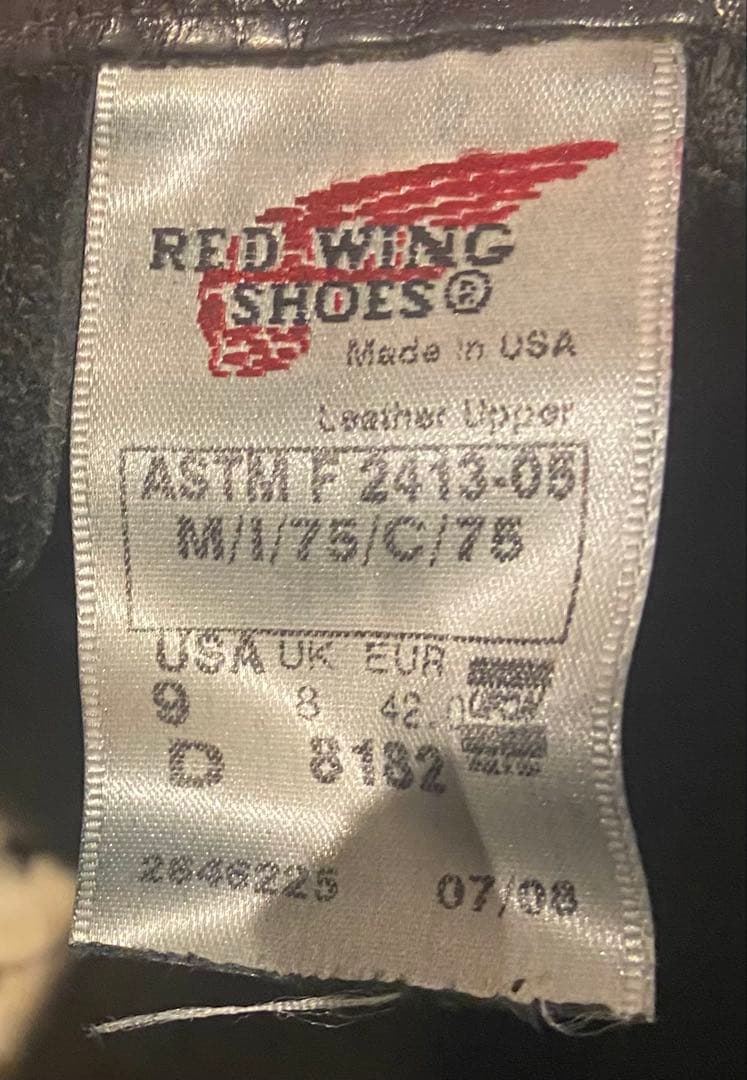 RED WING
SHOES®
Made in USA
Leather Upper
ASTM F 2413-05
M/I/75/C/75
USA UK EUR
9 8 42.0
D 8182
2646225 07/08